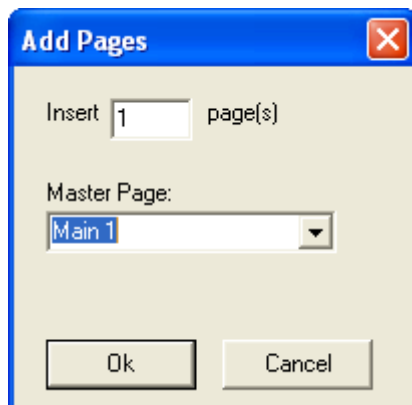 Add Pages
Insert 1 page(s)
Master Page:
Main 1
Ok Cancel